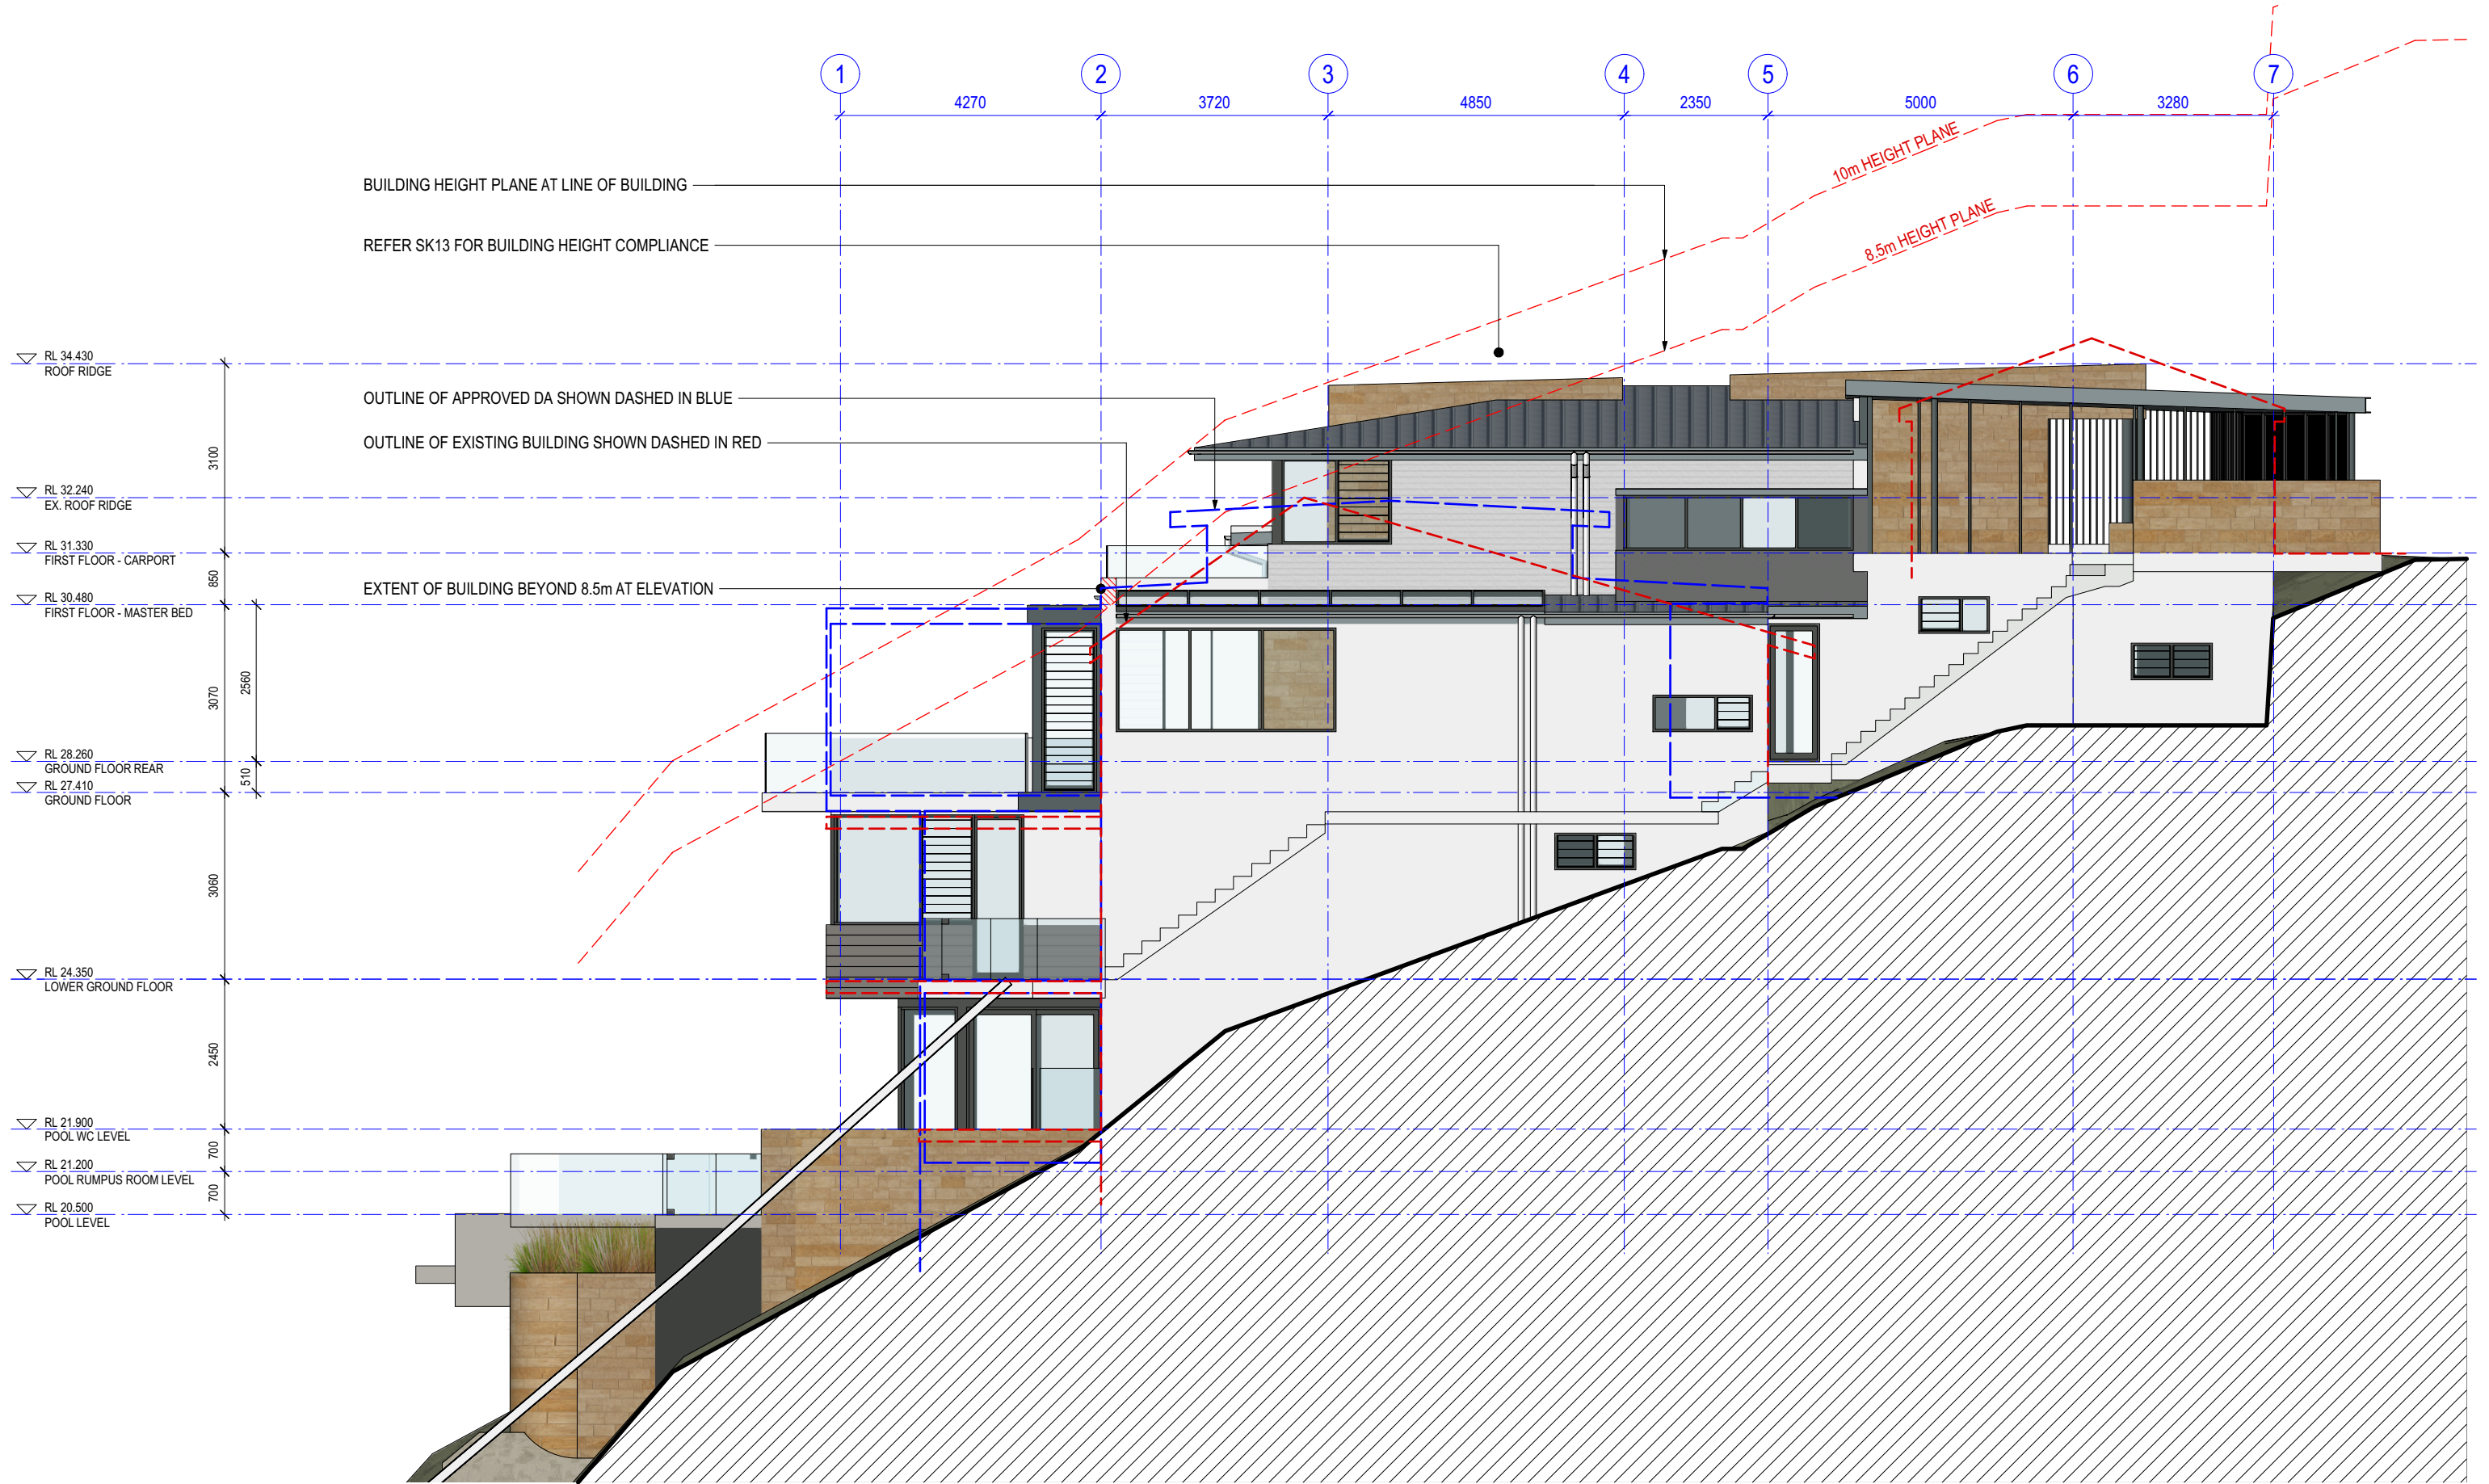 1 2 3 4 5 6 7
4270 3720 4850 2350 5000 3280
10m HEIGHT PLANE
8.5m HEIGHT PLANE
BUILDING HEIGHT PLANE AT LINE OF BUILDING
REFER SK13 FOR BUILDING HEIGHT COMPLIANCE
OUTLINE OF APPROVED DA SHOWN DASHED IN BLUE
OUTLINE OF EXISTING BUILDING SHOWN DASHED IN RED
EXTENT OF BUILDING BEYOND 8.5m AT ELEVATION
RL 34.430
ROOF RIDGE
3100
RL 32.240
EX. ROOF RIDGE
RL 31.330
FIRST FLOOR - CARPORT
850
RL 30.480
FIRST FLOOR - MASTER BED
3070
2560
RL 28.260
GROUND FLOOR REAR
510
RL 27.410
GROUND FLOOR
3060
RL 24.350
LOWER GROUND FLOOR
2450
RL 21.900
POOL WC LEVEL
700
RL 21.200
POOL RUMPUS ROOM LEVEL
700
RL 20.500
POOL LEVEL